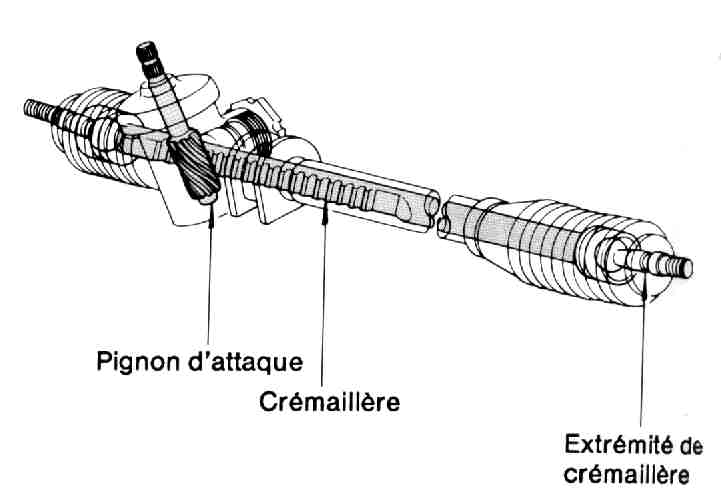 Pignon d'attaque
Crémaillère
Extrémité de
crémaillère